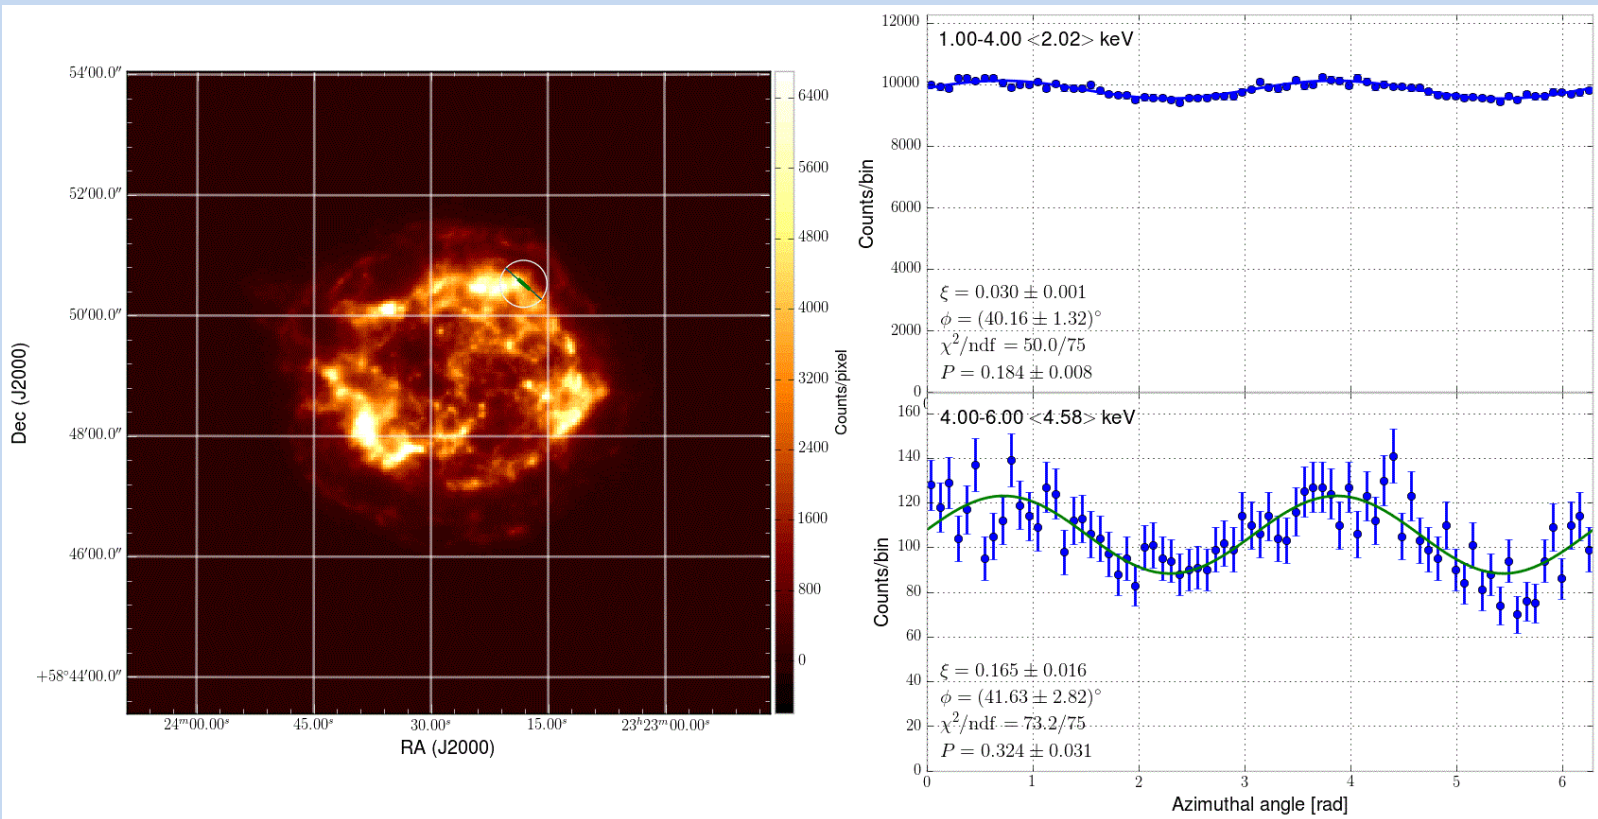 54′00.0″
52′00.0″
50′00.0″
48′00.0″
46′00.0″
+58°44′00.0″
Dec (J2000)
24ᵐ00.00ˢ
45.00ˢ
30.00ˢ
15.00ˢ
23ʰ23ᵐ00.00ˢ
RA (J2000)
6400
5600
4800
4000
3200
2400
1600
800
0
Counts/pixel
12000
10000
8000
6000
4000
2000
0
Counts/bin
1.00-4.00 <2.02> keV
ξ = 0.030 ± 0.001
ϕ = (40.16 ± 1.32)°
χ²/ndf = 50.0/75
P = 0.184 ± 0.008
160
140
120
100
80
60
40
20
0
Counts/bin
4.00-6.00 <4.58> keV
ξ = 0.165 ± 0.016
ϕ = (41.63 ± 2.82)°
χ²/ndf = 73.2/75
P = 0.324 ± 0.031
0 1 2 3 4 5 6
Azimuthal angle [rad]